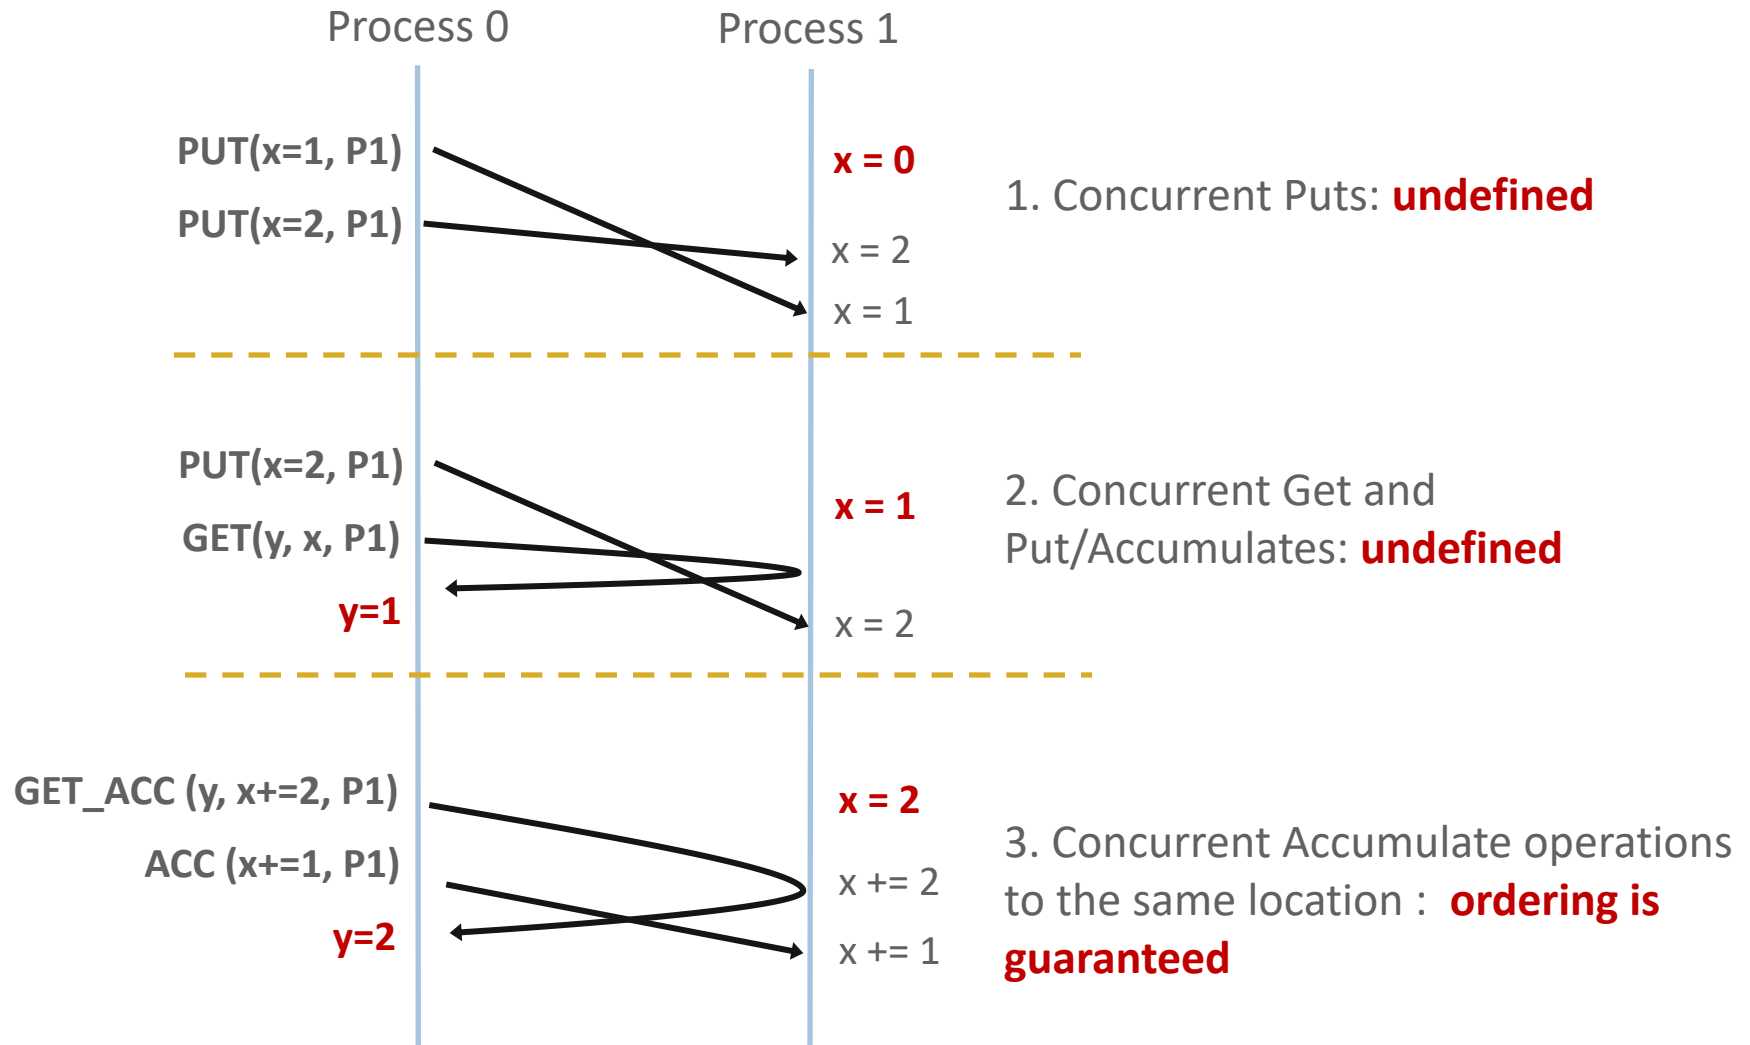 Process 0
Process 1
PUT(x=1, P1)
PUT(x=2, P1)
x = 0
x = 2
x = 1
1. Concurrent Puts: undefined
PUT(x=2, P1)
GET(y, x, P1)
y=1
x = 1
x = 2
2. Concurrent Get and
Put/Accumulates: undefined
GET_ACC (y, x+=2, P1)
ACC (x+=1, P1)
y=2
x = 2
x += 2
x += 1
3. Concurrent Accumulate operations
to the same location : ordering is
guaranteed